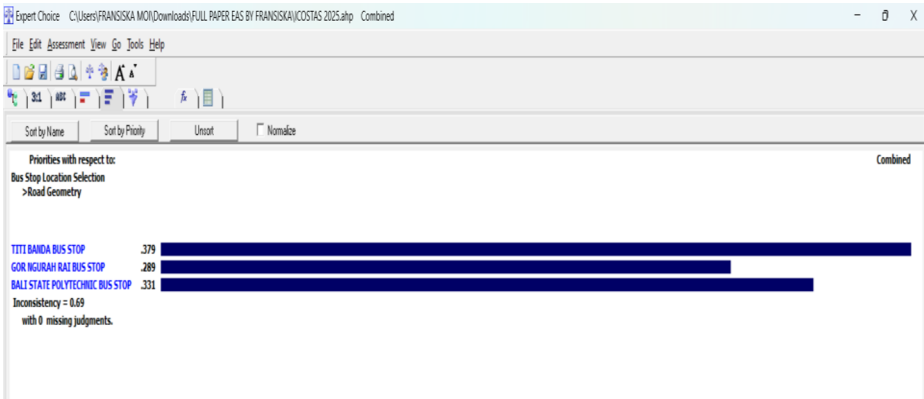 Expert Choice C:\Users\FRANSISKA MOI\Downloads\FULL PAPER EAS BY FRANSISKA\ICOSTAS 2025.ahp Combined
File Edit Assessment View Go Tools Help
A A
3:1 ABC
fx
Sort by Name Sort by Priority Unsort Normalize
Priorities with respect to: Combined
Bus Stop Location Selection
>Road Geometry
TITI BANDA BUS STOP .379
GOR NGURAH RAI BUS STOP .289
BALI STATE POLYTECHNIC BUS STOP .331
Inconsistency = 0.69
with 0 missing judgments.